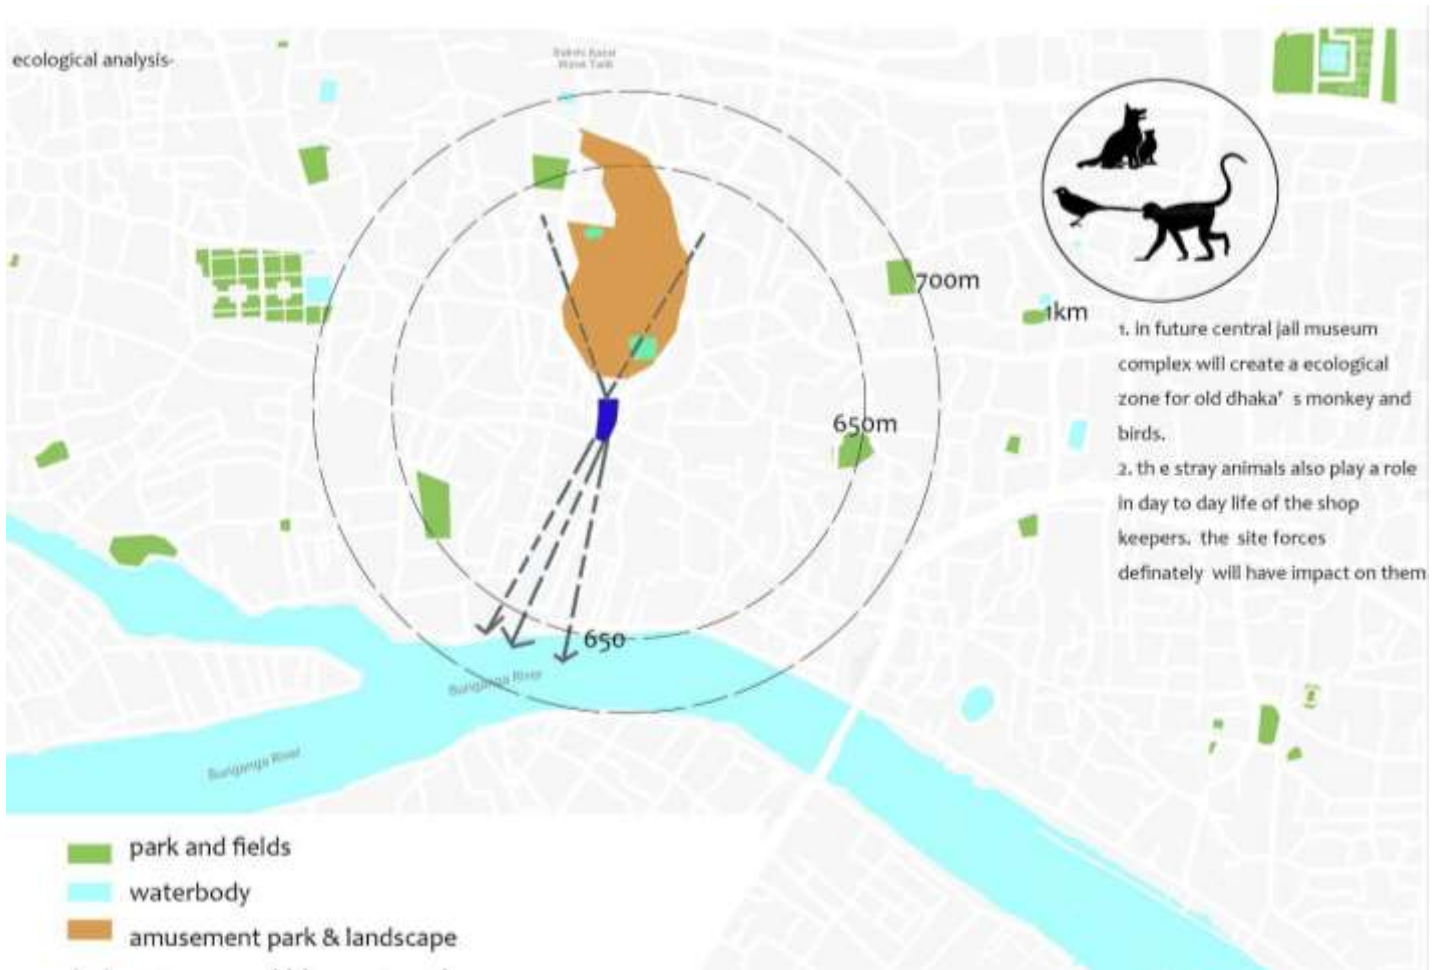 ecological analysis-
700m
1km
1. in future central jail museum
complex will create a ecological
zone for old dhaka' s monkey and
birds.
650m
2. th e stray animals also play a role
in day to day life of the shop
keepers. the site forces
definately will have impact on them
650
Buriganga River
Buriganga River
park and fields
waterbody
amusement park & landscape